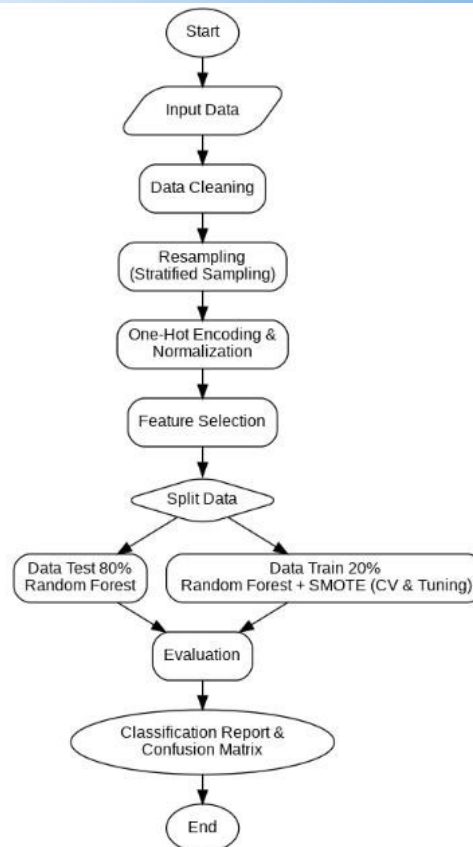 Start
Input Data
Data Cleaning
Resampling
(Stratified Sampling)
One-Hot Encoding &
Normalization
Feature Selection
Split Data
Data Test 80%
Random Forest
Data Train 20%
Random Forest + SMOTE (CV & Tuning)
Evaluation
Classification Report &
Confusion Matrix
End